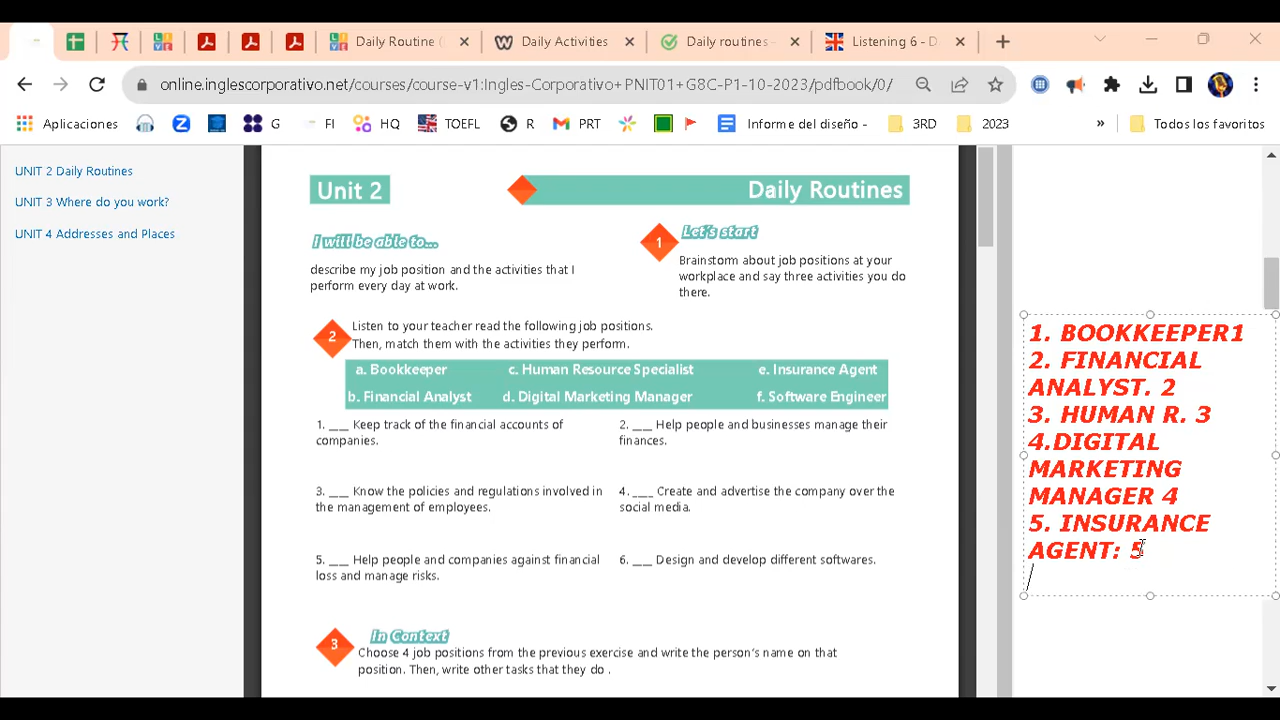 Daily Routine (
Daily Activities
Daily routines -
Listening 6 - D
online.inglescorporativo.net/courses/course-v1:Ingles-Corporativo+PNIT01+G8C-P1-10-2023/pdfbook/0/
Aplicaciones G FI HQ TOEFL R PRT Informe del diseño - 3RD 2023 » Todos los favoritos
UNIT 2 Daily Routines
UNIT 3 Where do you work?
UNIT 4 Addresses and Places
Unit 2
Daily Routines
I will be able to...
describe my job position and the activities that I
perform every day at work.
1
Let's start
Brainstorm about job positions at your
workplace and say three activities you do
there.
2
Listen to your teacher read the following job positions.
Then, match them with the activities they perform.
a. Bookkeeper c. Human Resource Specialist e. Insurance Agent
b. Financial Analyst d. Digital Marketing Manager f. Software Engineer
1. ___ Keep track of the financial accounts of
companies.
2. ___ Help people and businesses manage their
finances.
3. ___ Know the policies and regulations involved in
the management of employees.
4. ___ Create and advertise the company over the
social media.
5. ___ Help people and companies against financial
loss and manage risks.
6. ___ Design and develop different softwares.
3
In Context
Choose 4 job positions from the previous exercise and write the person's name on that
position. Then, write other tasks that they do .
1. BOOKKEEPER1
2. FINANCIAL
ANALYST. 2
3. HUMAN R. 3
4.DIGITAL
MARKETING
MANAGER 4
5. INSURANCE
AGENT: 5